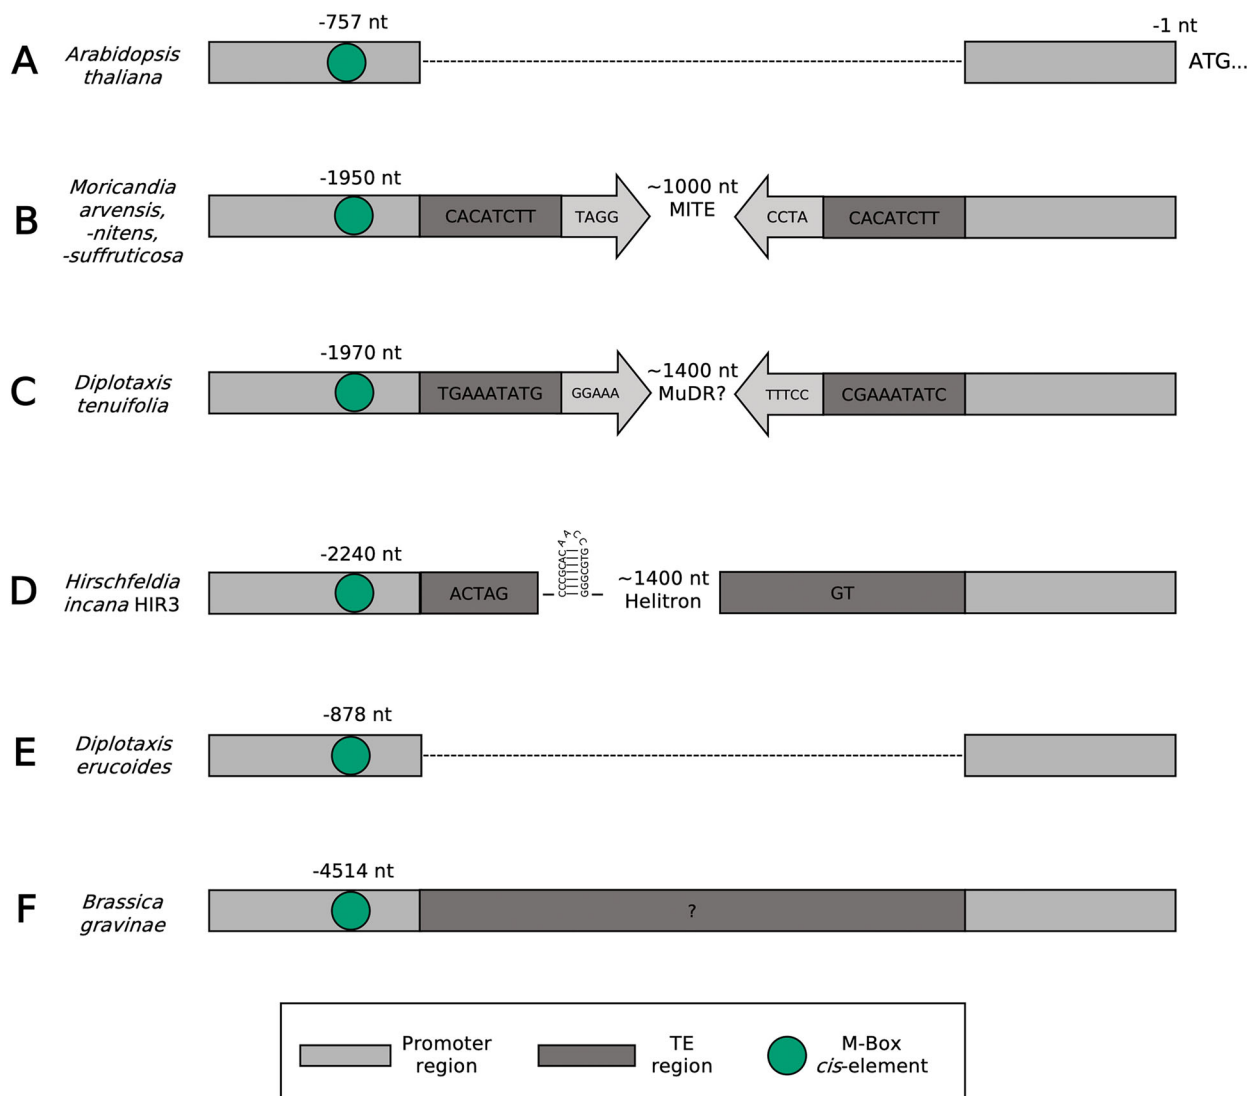 -757 nt
-1 nt
A
Arabidopsis
thaliana
ATG...
B
Moricandia
arvensis,
-nitens,
-suffruticosa
-1950 nt
CACATCTT
TAGG
~1000 nt
MITE
CCTA
CACATCTT
C
Diplotaxis
tenuifolia
-1970 nt
TGAAATATG
GGAAA
~1400 nt
MuDR?
TTTCC
CGAAATATC
D
Hirschfeldia
incana HIR3
-2240 nt
ACTAG
CCCGCAC
A A C C
GGGCGTG
~1400 nt
Helitron
GT
E
Diplotaxis
erucoides
-878 nt
F
Brassica
gravinae
-4514 nt
?
Promoter
region
TE
region
M-Box
cis-element